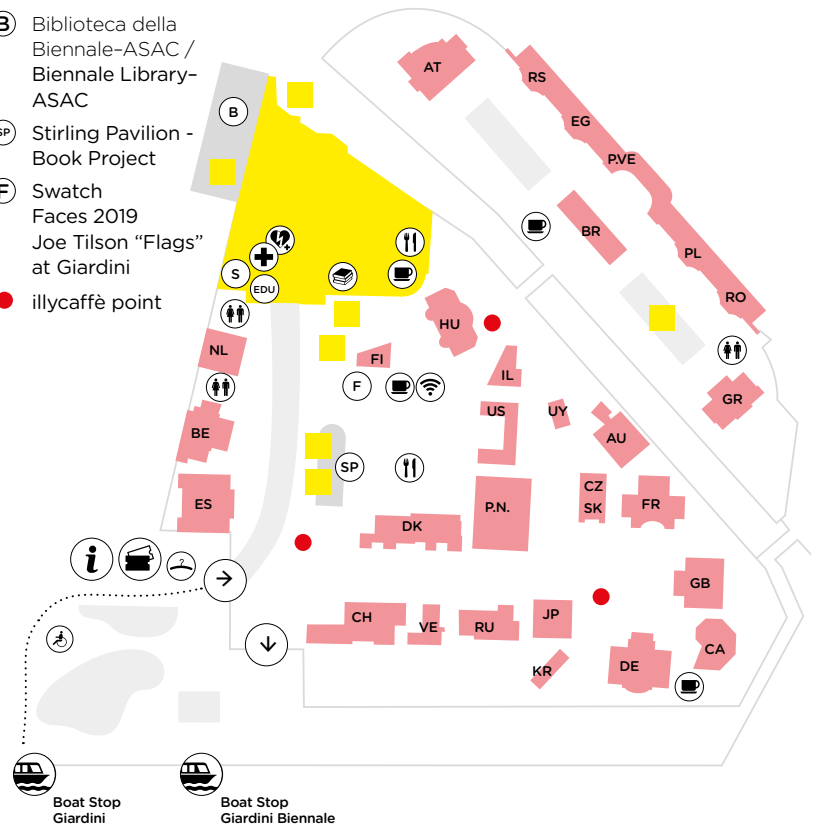 B Biblioteca della
Biennale–ASAC /
Biennale Library–
ASAC
SP Stirling Pavilion -
Book Project
F Swatch
Faces 2019
Joe Tilson “Flags”
at Giardini
illycaffè point
AT
RS
B
EG
P.VE
BR
S
EDU
PL
RO
HU
NL
FI
IL
F
GR
US
UY
BE
AU
SP
CZ
SK
ES
P.N.
FR
DK
i
GB
CH
VE
RU
JP
CA
KR
DE
Boat Stop
Giardini
Boat Stop
Giardini Biennale